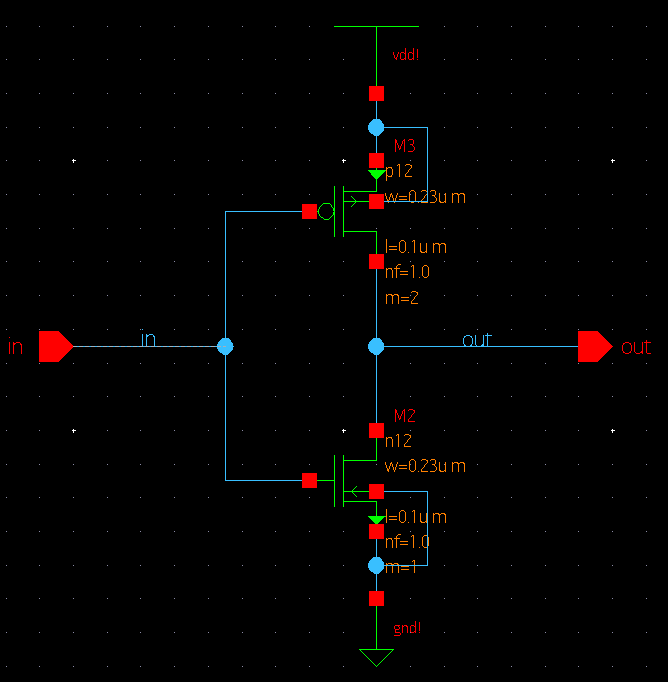 vdd!
M3
p12
w=0.23u m
l=0.1u m
nf=1.0
m=2
in
in
out
out
M2
n12
w=0.23u m
l=0.1u m
nf=1.0
m=1
gnd!